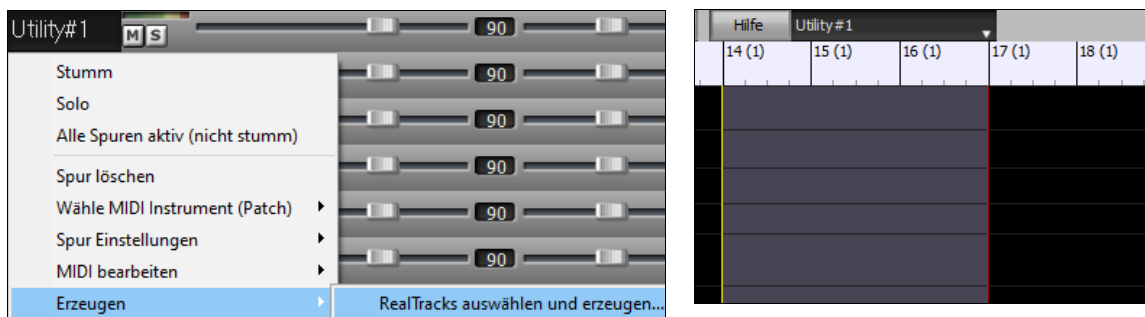 Utility#1 M S 90
90
90
90
90
90
Stumm
Solo
Alle Spuren aktiv (nicht stumm)
Spur löschen
Wähle MIDI Instrument (Patch)
Spur Einstellungen
MIDI bearbeiten
Erzeugen
RealTracks auswählen und erzeugen...
Hilfe Utility#1
14 (1) 15 (1) 16 (1) 17 (1) 18 (1)